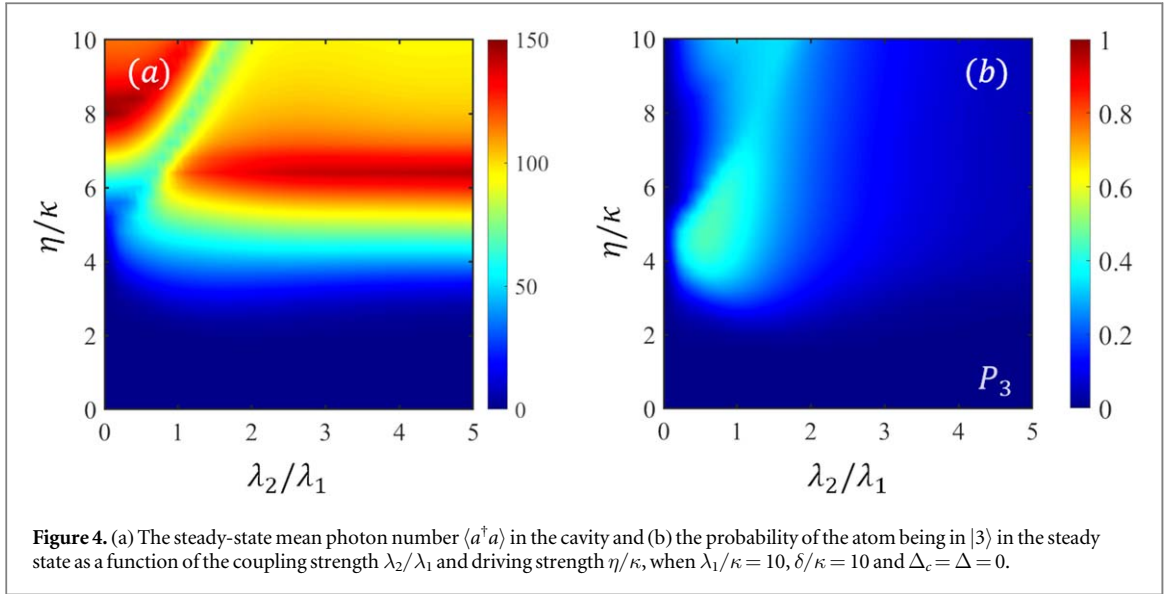 (a)
η/κ
10
8
6
4
2
0
0 1 2 3 4 5
λ₂/λ₁
150
100
50
0
(b)
P₃
η/κ
10
8
6
4
2
0
0 1 2 3 4 5
λ₂/λ₁
1
0.8
0.6
0.4
0.2
0
Figure 4. (a) The steady-state mean photon number ⟨a†a⟩ in the cavity and (b) the probability of the atom being in |3⟩ in the steady
state as a function of the coupling strength λ₂/λ₁ and driving strength η/κ, when λ₁/κ = 10, δ/κ = 10 and Δc = Δ = 0.